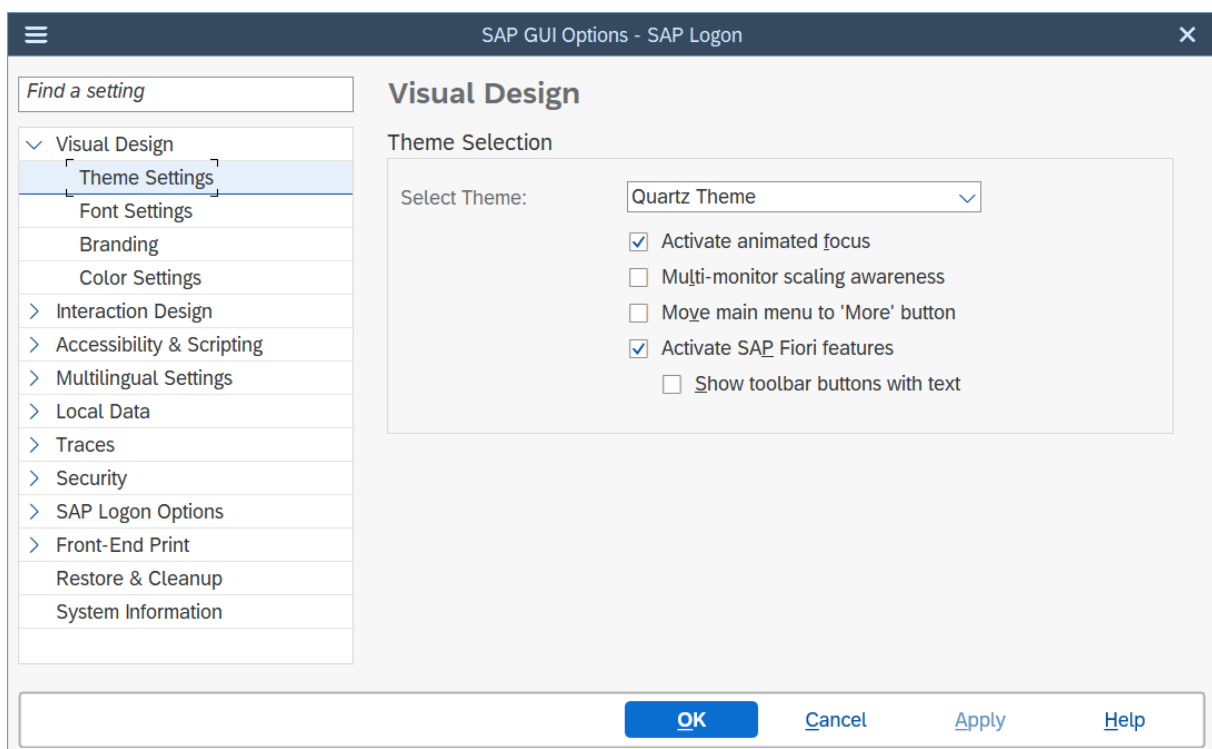 SAP GUI Options - SAP Logon
Find a setting
Visual Design
Theme Settings
Font Settings
Branding
Color Settings
Interaction Design
Accessibility & Scripting
Multilingual Settings
Local Data
Traces
Security
SAP Logon Options
Front-End Print
Restore & Cleanup
System Information
Visual Design
Theme Selection
Select Theme: Quartz Theme
Activate animated focus
Multi-monitor scaling awareness
Move main menu to 'More' button
Activate SAP Fiori features
Show toolbar buttons with text
OK Cancel Apply Help